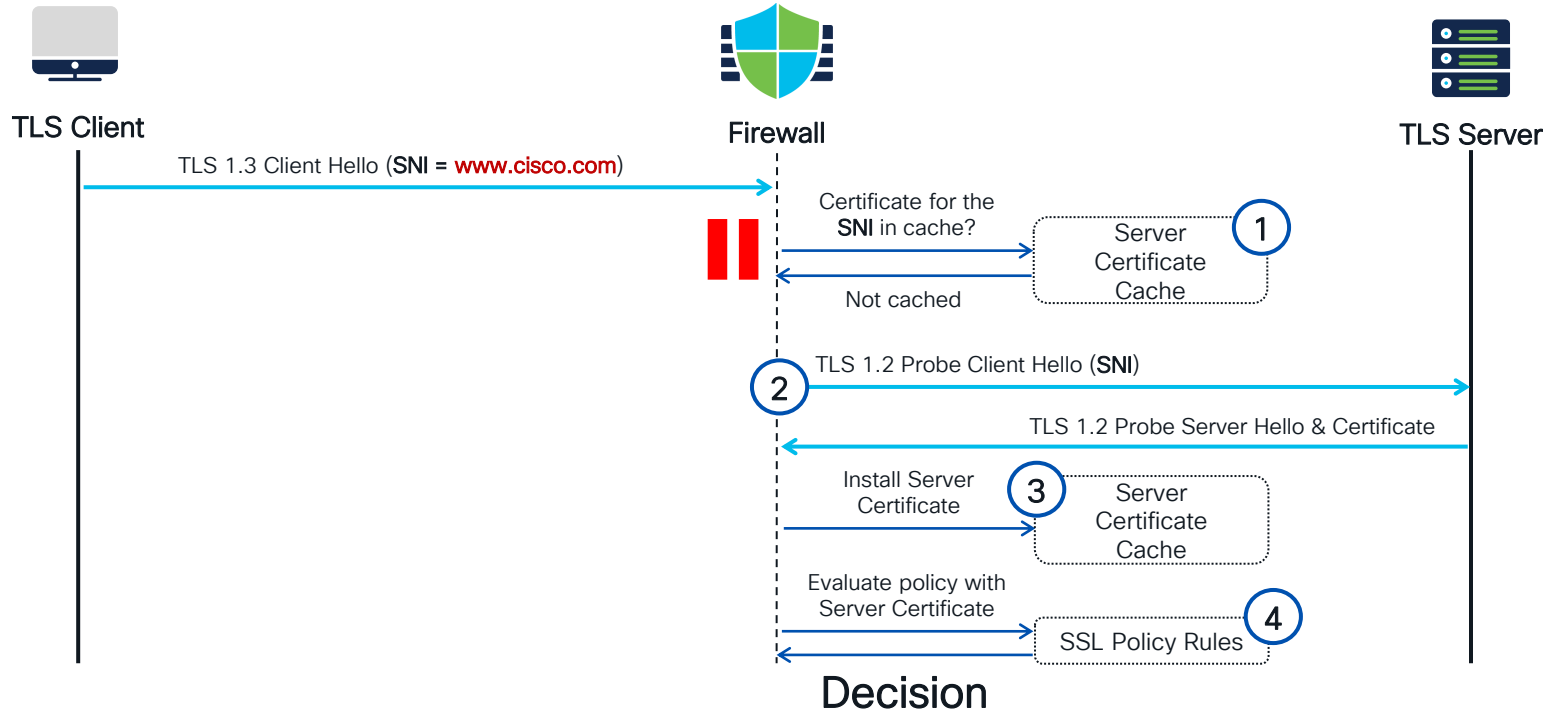 TLS Client
Firewall
TLS Server
TLS 1.3 Client Hello (SNI = www.cisco.com)
Certificate for the
SNI in cache?
1
Server
Certificate
Cache
Not cached
2
TLS 1.2 Probe Client Hello (SNI)
TLS 1.2 Probe Server Hello & Certificate
Install Server
Certificate
3
Server
Certificate
Cache
Evaluate policy with
Server Certificate
4
SSL Policy Rules
Decision